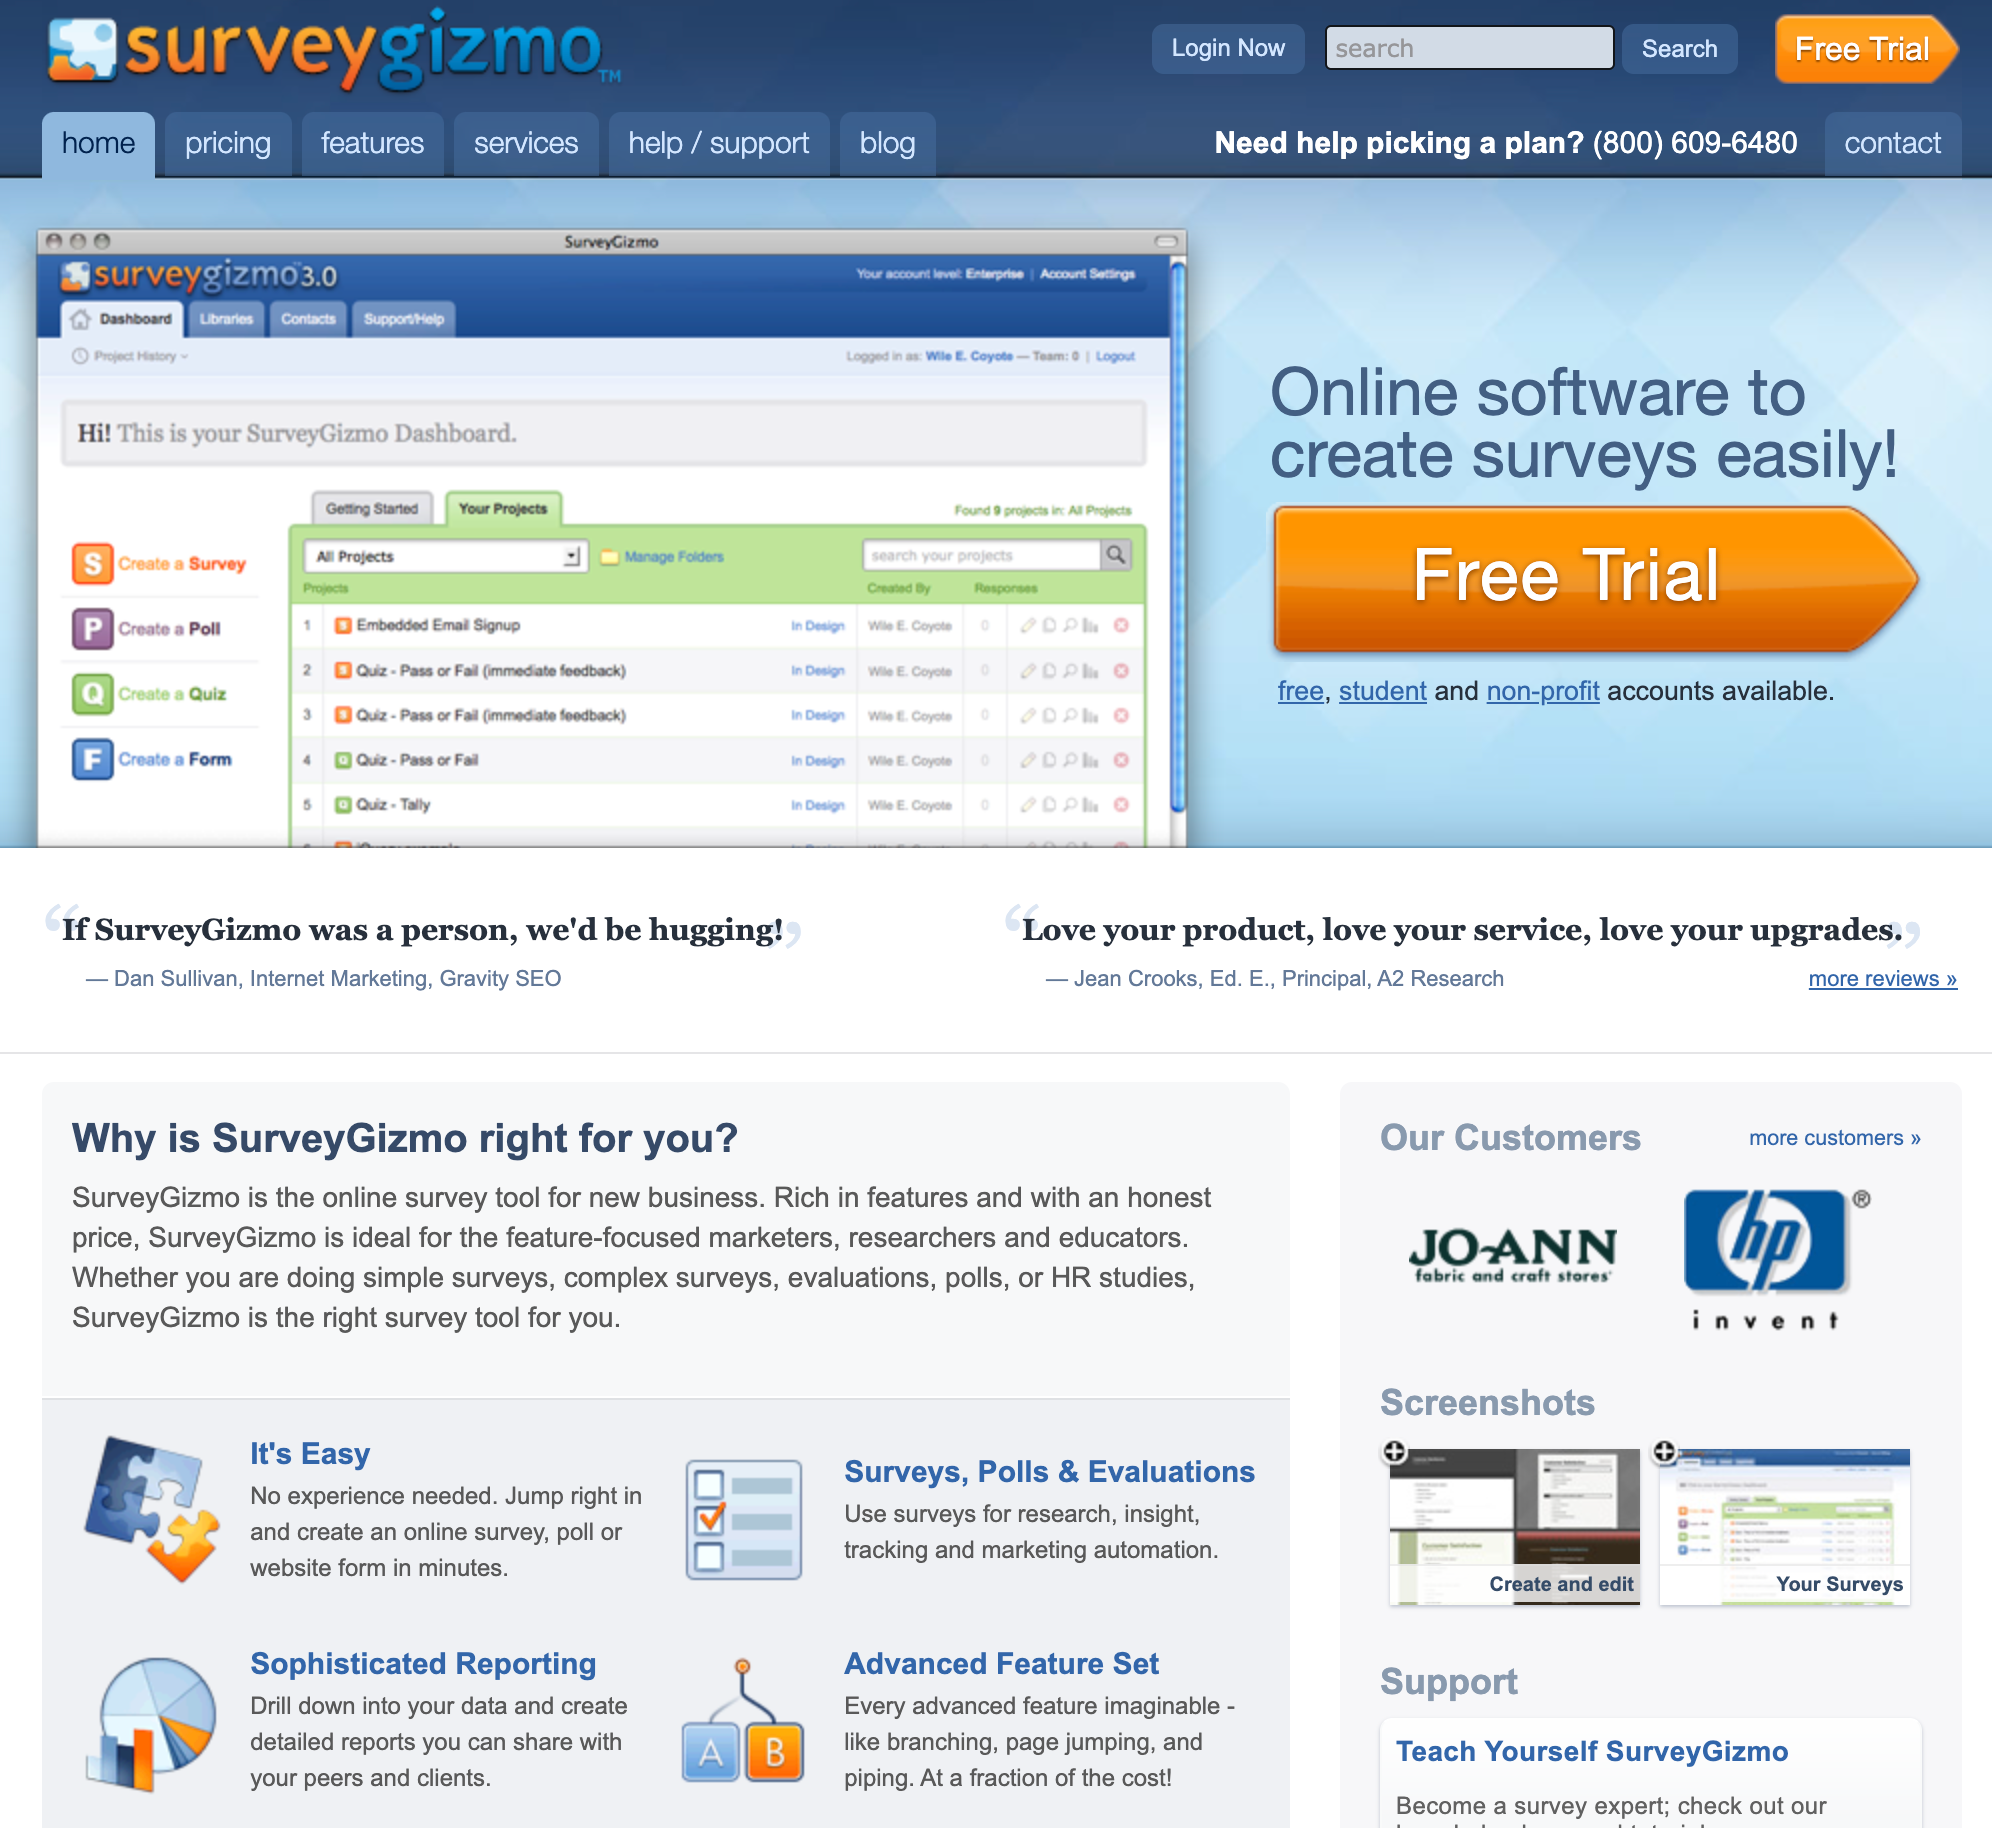 surveygizmo™
Login Now
search
Search
Free Trial
home
pricing
features
services
help / support
blog
Need help picking a plan? (800) 609-6480
contact
SurveyGizmo
surveygizmo™3.0
Your account level: Enterprise | Account Settings
Dashboard
Libraries
Contacts
Support/Help
Project History
Logged in as: Wile E. Coyote — Team: 0 | Logout
Hi! This is your SurveyGizmo Dashboard.
Getting Started
Your Projects
Found 9 projects in: All Projects
S Create a Survey
P Create a Poll
Q Create a Quiz
F Create a Form
All Projects
Manage Folders
search your projects
Projects
Created By
Responses
1 S Embedded Email Signup In Design Wile E. Coyote 0
2 S Quiz - Pass or Fail (immediate feedback) In Design Wile E. Coyote 0
3 S Quiz - Pass or Fail (immediate feedback) In Design Wile E. Coyote 0
4 Q Quiz - Pass or Fail In Design Wile E. Coyote 0
5 Q Quiz - Tally In Design Wile E. Coyote 0
Online software to
create surveys easily!
Free Trial
free, student and non-profit accounts available.
“If SurveyGizmo was a person, we'd be hugging!”
— Dan Sullivan, Internet Marketing, Gravity SEO
“Love your product, love your service, love your upgrades.”
— Jean Crooks, Ed. E., Principal, A2 Research
more reviews »
Why is SurveyGizmo right for you?
SurveyGizmo is the online survey tool for new business. Rich in features and with an honest
price, SurveyGizmo is ideal for the feature-focused marketers, researchers and educators.
Whether you are doing simple surveys, complex surveys, evaluations, polls, or HR studies,
SurveyGizmo is the right survey tool for you.
It's Easy
No experience needed. Jump right in
and create an online survey, poll or
website form in minutes.
Surveys, Polls & Evaluations
Use surveys for research, insight,
tracking and marketing automation.
Sophisticated Reporting
Drill down into your data and create
detailed reports you can share with
your peers and clients.
A B
Advanced Feature Set
Every advanced feature imaginable -
like branching, page jumping, and
piping. At a fraction of the cost!
Our Customers
more customers »
JO-ANN
fabric and craft stores®
hp®
invent
Screenshots
Customer Satisfaction
Create and edit
Your Surveys
Support
Teach Yourself SurveyGizmo
Become a survey expert; check out our